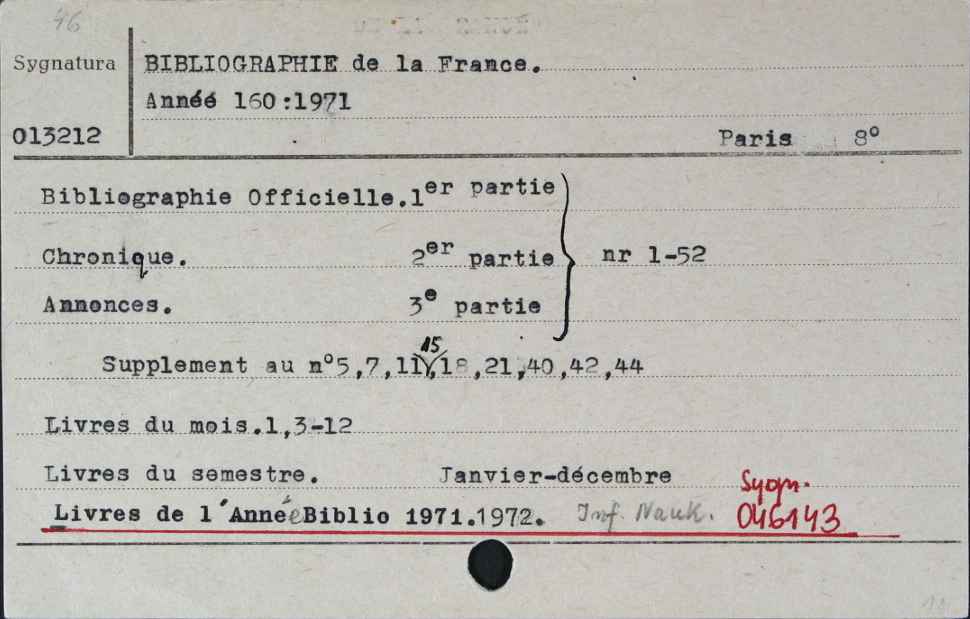 46
Sygnatura BIBLIOGRAPHIE de la France.
Année 160:1971
013212 Paris 8°
Bibliographie Officielle.1er partie
Chronique. 2er partie nr 1-52
Annonces. 3e partie
Supplement au n°5,7,11,15,18,21,40,42,44
Livres du mois.1,3-12
Livres du semestre. Janvier-décembre
Sygn.
Livres de l'Année Biblio 1971.1972. Inf. Nauk. 046143